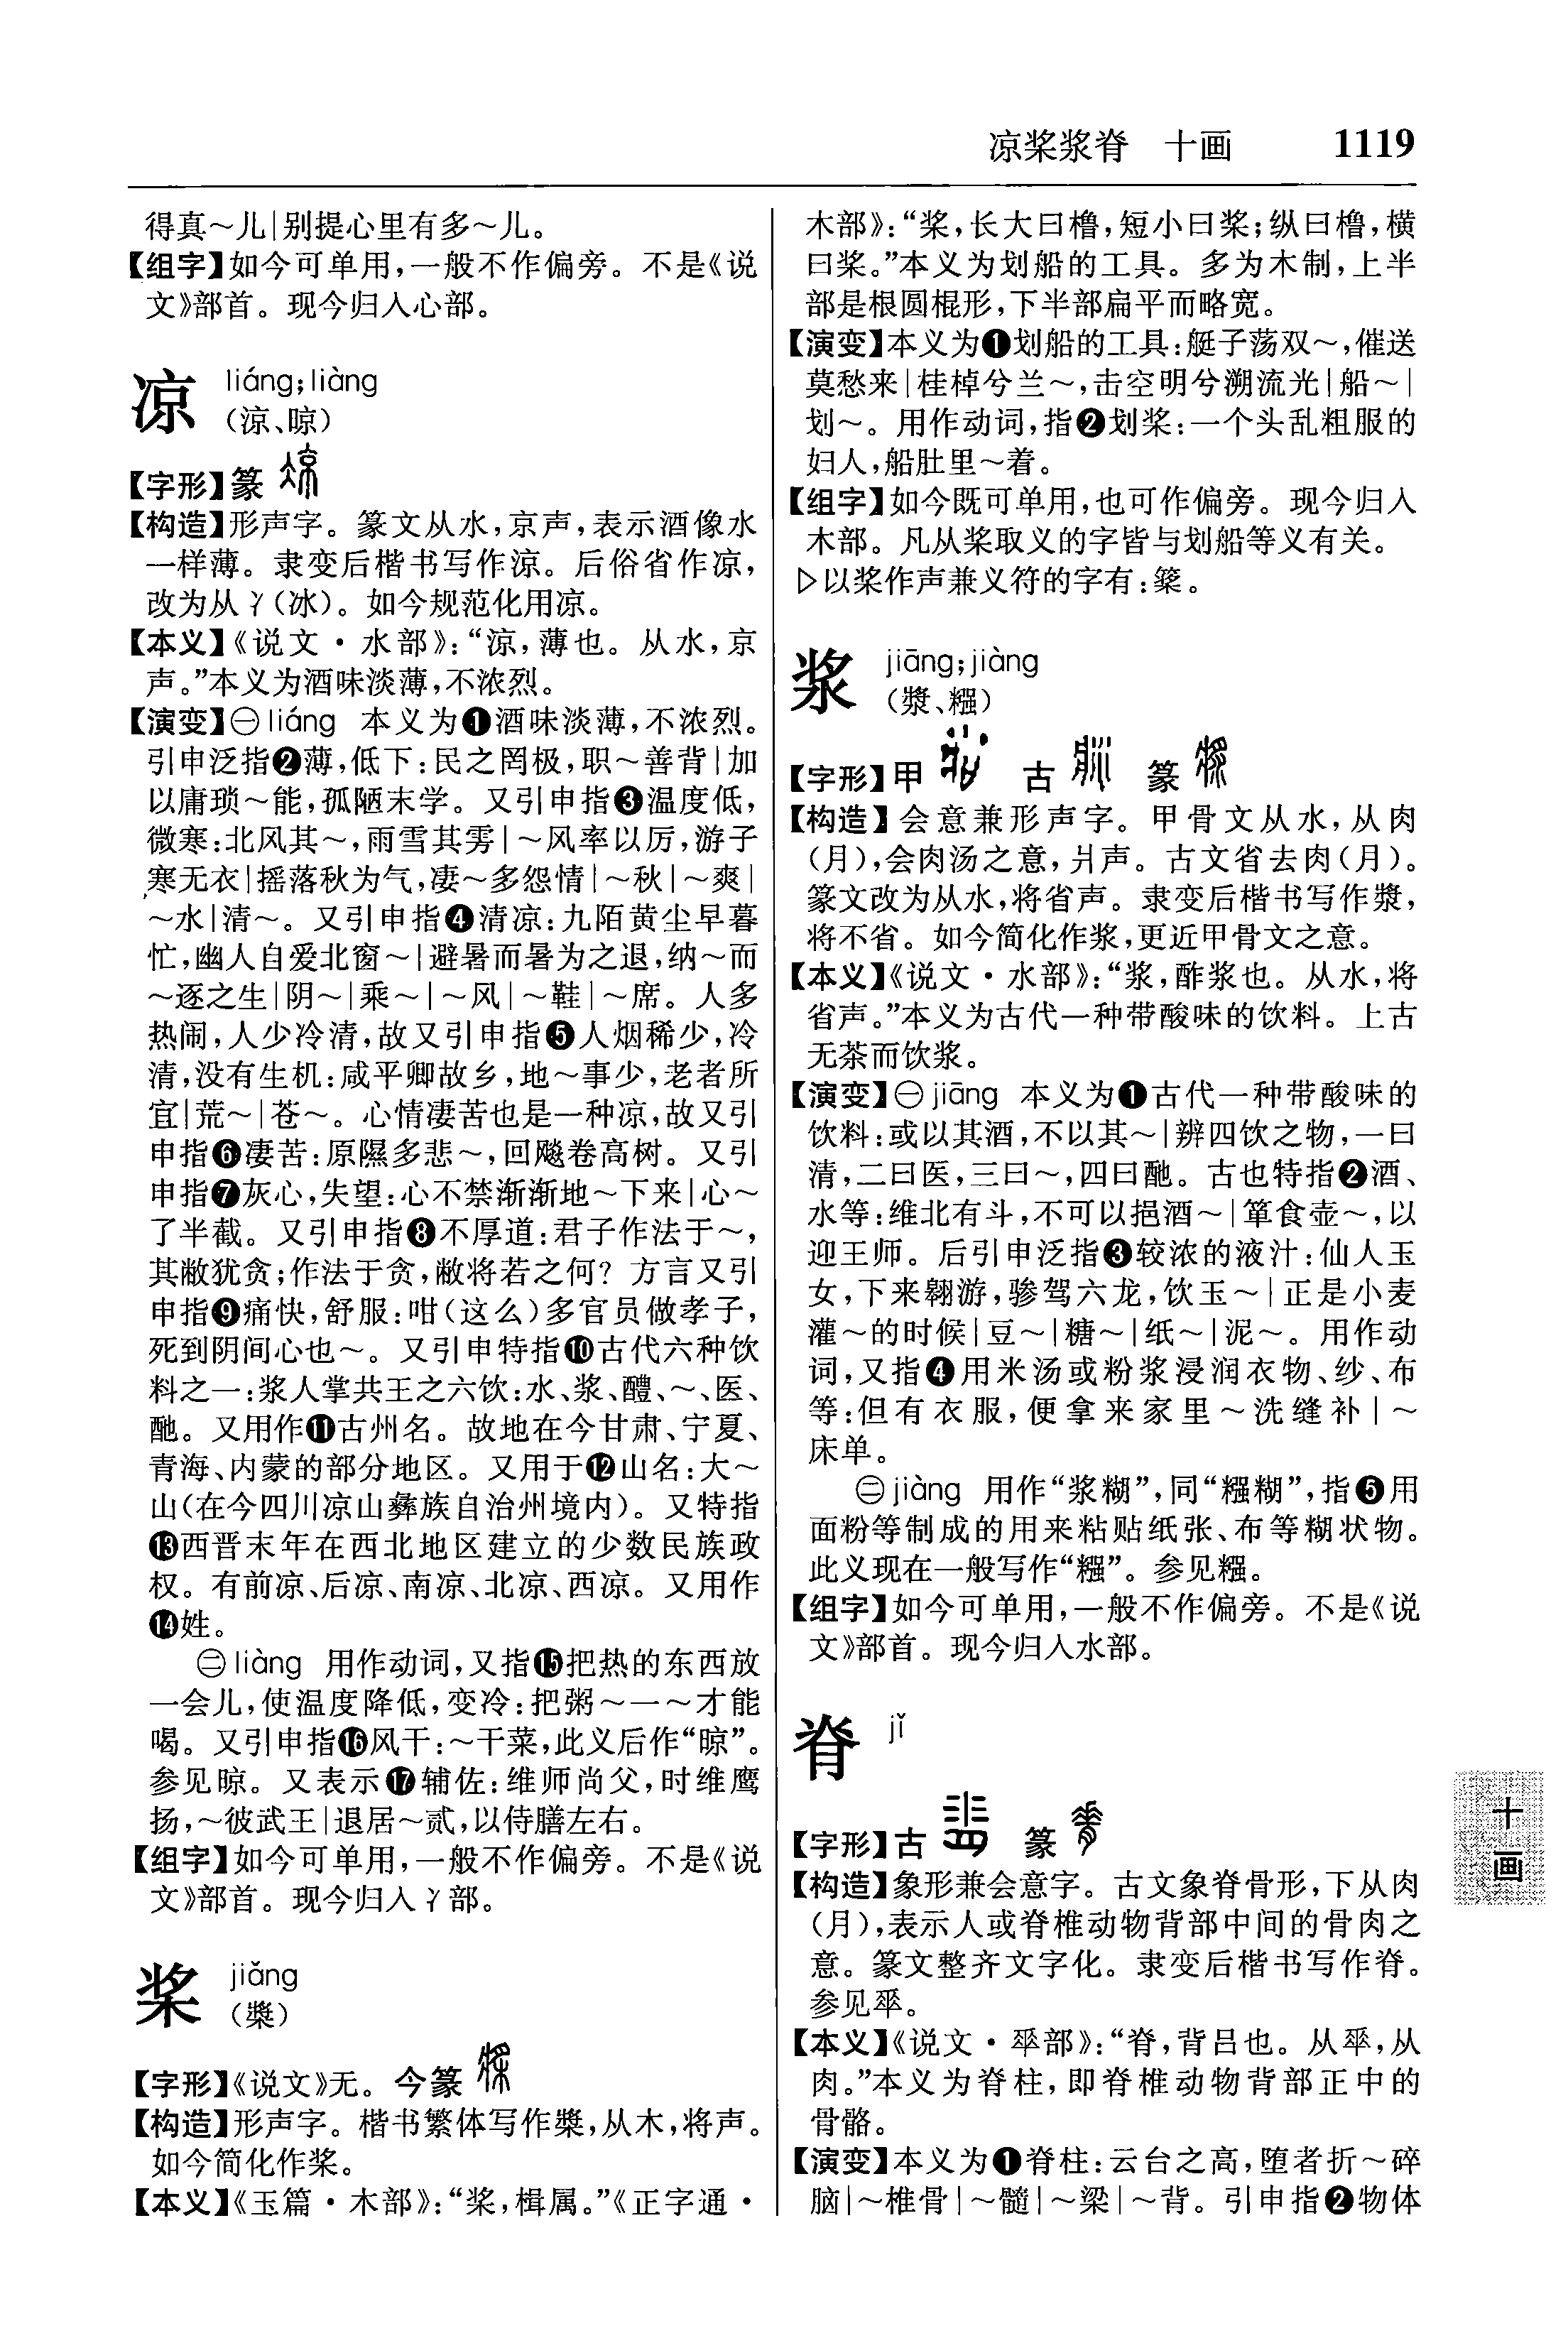 凉桨浆脊　十画　1119
得真～儿|别提心里有多～儿。
【组字】如今可单用,一般不作偏旁。不是《说
文》部首。现今归入心部。
凉 liáng;liàng
(涼、晾)
【字形】篆
【构造】形声字。篆文从水,京声,表示酒像水
一样薄。隶变后楷书写作涼。后俗省作凉,
改为从冫(冰)。如今规范化用凉。
【本义】《说文·水部》:“涼,薄也。从水,京
声。”本义为酒味淡薄,不浓烈。
【演变】㊀liáng 本义为❶酒味淡薄,不浓烈。
引申泛指❷薄,低下:民之罔极,职～善背|加
以庸琐～能,孤陋末学。又引申指❸温度低,
微寒:北风其～,雨雪其雱|～风率以厉,游子
寒无衣|摇落秋为气,凄～多怨情|～秋|～爽|
～水|清～。又引申指❹清凉:九陌黄尘早暮
忙,幽人自爱北窗～|避暑而暑为之退,纳～而
～逐之生|阴～|乘～|～风|～鞋|～席。人多
热闹,人少冷清,故又引申指❺人烟稀少,冷
清,没有生机:咸平卿故乡,地～事少,老者所
宜|荒～|苍～。心情凄苦也是一种凉,故又引
申指❻凄苦:原隰多悲～,回飚卷高树。又引
申指❼灰心,失望:心不禁渐渐地～下来|心～
了半截。又引申指❽不厚道:君子作法于～,
其敝犹贪;作法于贪,敝将若之何？方言又引
申指❾痛快,舒服:咁(这么)多官员做孝子,
死到阴间心也～。又引申特指❿古代六种饮
料之一:浆人掌共王之六饮:水、浆、醴、～、医、
酏。又用作⓫古州名。故地在今甘肃、宁夏、
青海、内蒙的部分地区。又用于⓬山名:大～
山(在今四川凉山彝族自治州境内)。又特指
⓭西晋末年在西北地区建立的少数民族政
权。有前凉、后凉、南凉、北凉、西凉。又用作
⓮姓。
㊁liàng 用作动词,又指⓯把热的东西放
一会儿,使温度降低,变冷:把粥～一～才能
喝。又引申指⓰风干:～干菜,此义后作“晾”。
参见晾。又表示⓱辅佐:维师尚父,时维鹰
扬,～彼武王|退居～贰,以侍膳左右。
【组字】如今可单用,一般不作偏旁。不是《说
文》部首。现今归入冫部。
桨 jiǎng
(槳)
【字形】《说文》无。今篆
【构造】形声字。楷书繁体写作槳,从木,将声。
如今简化作桨。
【本义】《玉篇·木部》:“桨,楫属。”《正字通·
木部》:“桨,长大曰橹,短小曰桨;纵曰橹,横
曰桨。”本义为划船的工具。多为木制,上半
部是根圆棍形,下半部扁平而略宽。
【演变】本义为❶划船的工具:艇子荡双～,催送
莫愁来|桂棹兮兰～,击空明兮溯流光|船～|
划～。用作动词,指❷划桨:一个头乱粗服的
妇人,船肚里～着。
【组字】如今既可单用,也可作偏旁。现今归入
木部。凡从桨取义的字皆与划船等义有关。
▷以桨作声兼义符的字有:簗。
浆 jiāng;jiàng
(漿、糨)
【字形】甲　古　篆
【构造】会意兼形声字。甲骨文从水,从肉
(月),会肉汤之意,爿声。古文省去肉(月)。
篆文改为从水,将省声。隶变后楷书写作漿,
将不省。如今简化作浆,更近甲骨文之意。
【本义】《说文·水部》:“浆,酢浆也。从水,将
省声。”本义为古代一种带酸味的饮料。上古
无茶而饮浆。
【演变】㊀jiāng 本义为❶古代一种带酸味的
饮料:或以其酒,不以其～|辨四饮之物,一曰
清,二曰医,三曰～,四曰酏。古也特指❷酒、
水等:维北有斗,不可以挹酒～|箪食壶～,以
迎王师。后引申泛指❸较浓的液汁:仙人玉
女,下来翱游,骖驾六龙,饮玉～|正是小麦
灌～的时候|豆～|糖～|纸～|泥～。用作动
词,又指❹用米汤或粉浆浸润衣物、纱、布
等:但有衣服,便拿来家里～洗缝补|～
床单。
㊁jiàng 用作“浆糊”,同“糨糊”,指❺用
面粉等制成的用来粘贴纸张、布等糊状物。
此义现在一般写作“糨”。参见糨。
【组字】如今可单用,一般不作偏旁。不是《说
文》部首。现今归入水部。
脊 jǐ
【字形】古　篆
【构造】象形兼会意字。古文象脊骨形,下从肉
(月),表示人或脊椎动物背部中间的骨肉之
意。篆文整齐文字化。隶变后楷书写作脊。
参见𠦬。
【本义】《说文·𠦬部》:“脊,背吕也。从𠦬,从
肉。”本义为脊柱,即脊椎动物背部正中的
骨骼。
【演变】本义为❶脊柱:云台之高,堕者折～碎
脑|～椎骨|～髓|～梁|～背。引申指❷物体
十画